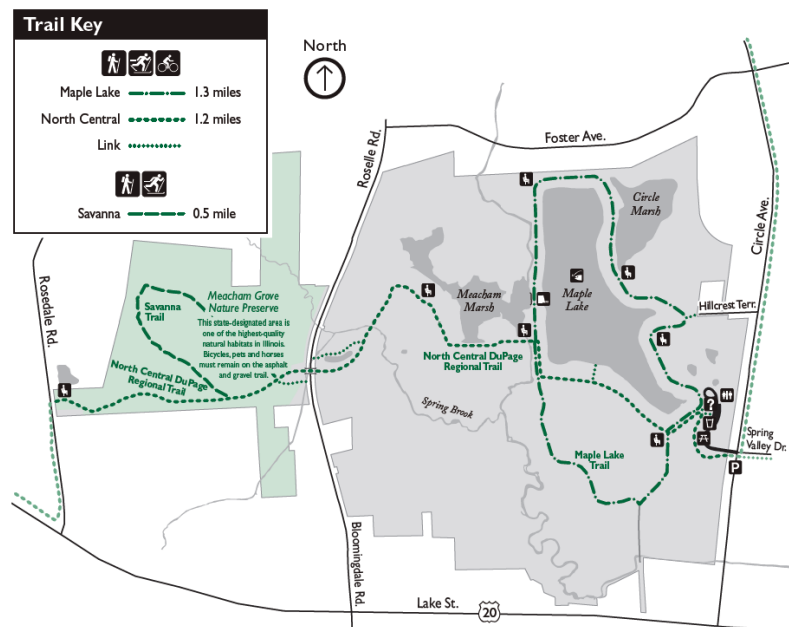 Trail Key
Maple Lake 1.3 miles
North Central 1.2 miles
Link
Savanna 0.5 mile
North
Foster Ave.
Roselle Rd.
Circle Ave.
Circle
Marsh
Rosedale Rd.
Savanna
Trail
Meacham Grove
Nature Preserve
This state-designated area is
one of the highest-quality
natural habitats in Illinois.
Bicycles, pets and horses
must remain on the asphalt
and gravel trail.
Meacham
Marsh
Maple
Lake
Hillcrest Terr.
North Central DuPage
Regional Trail
North Central DuPage
Regional Trail
Spring Brook
?
Spring
Valley Dr.
Maple Lake
Trail
P
Bloomingdale Rd.
Lake St.
20